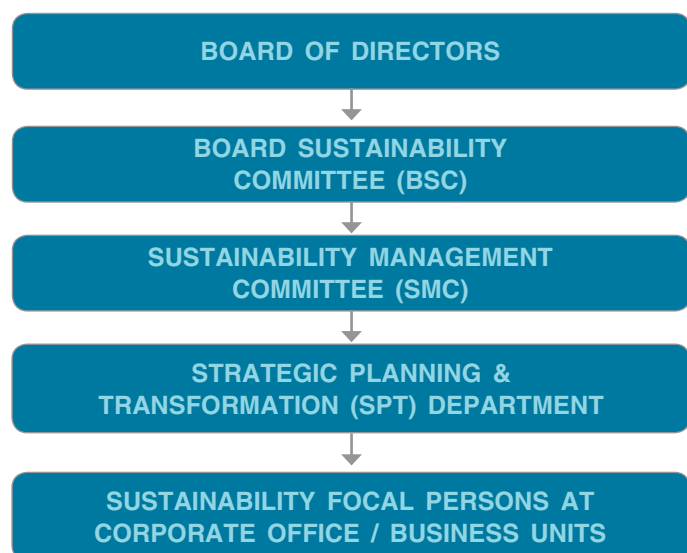 BOARD OF DIRECTORS
BOARD SUSTAINABILITY
COMMITTEE (BSC)
SUSTAINABILITY MANAGEMENT
COMMITTEE (SMC)
STRATEGIC PLANNING &
TRANSFORMATION (SPT) DEPARTMENT
SUSTAINABILITY FOCAL PERSONS AT
CORPORATE OFFICE / BUSINESS UNITS